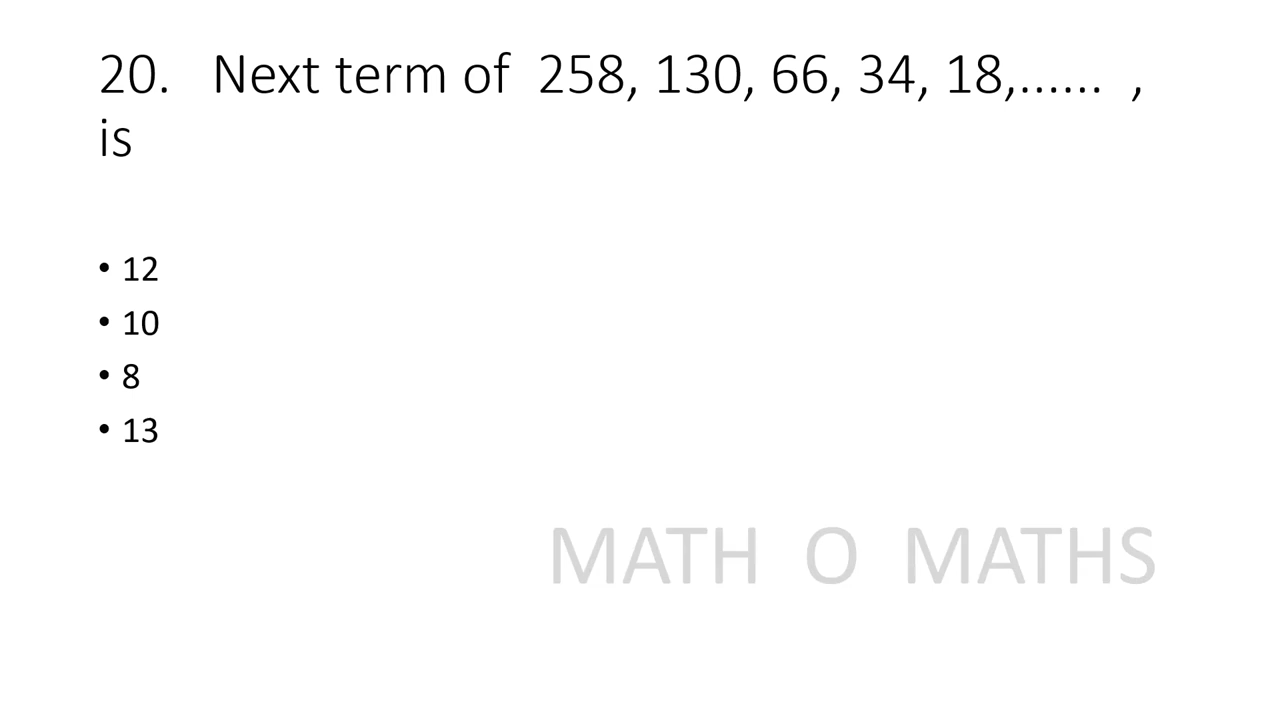 20. Next term of 258, 130, 66, 34, 18,...... ,
is
• 12
• 10
• 8
• 13
MATH O MATHS